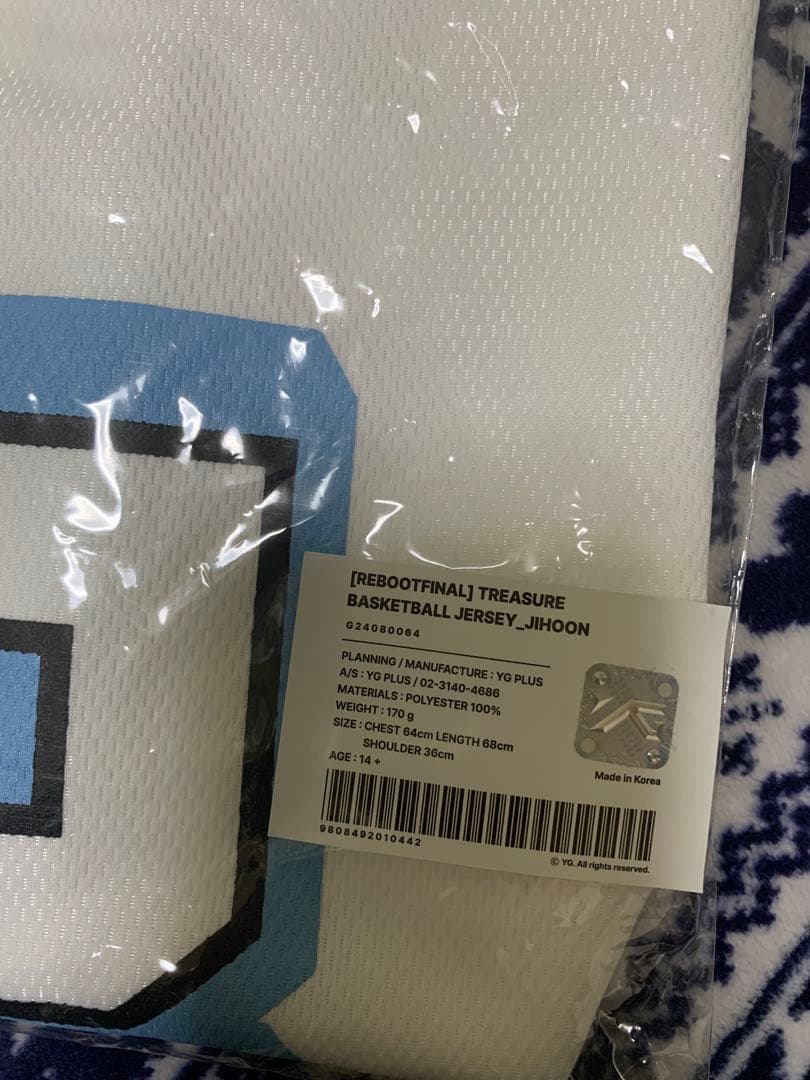 [REBOOTFINAL] TREASURE
BASKETBALL JERSEY_JIHOON
G24080064
PLANNING / MANUFACTURE : YG PLUS
A/S : YG PLUS / 02-3140-4686
MATERIALS : POLYESTER 100%
WEIGHT : 170 g
SIZE : CHEST 64cm LENGTH 68cm
SHOULDER 36cm
AGE : 14 +
Made in Korea
9808492010442
© YG. All rights reserved.